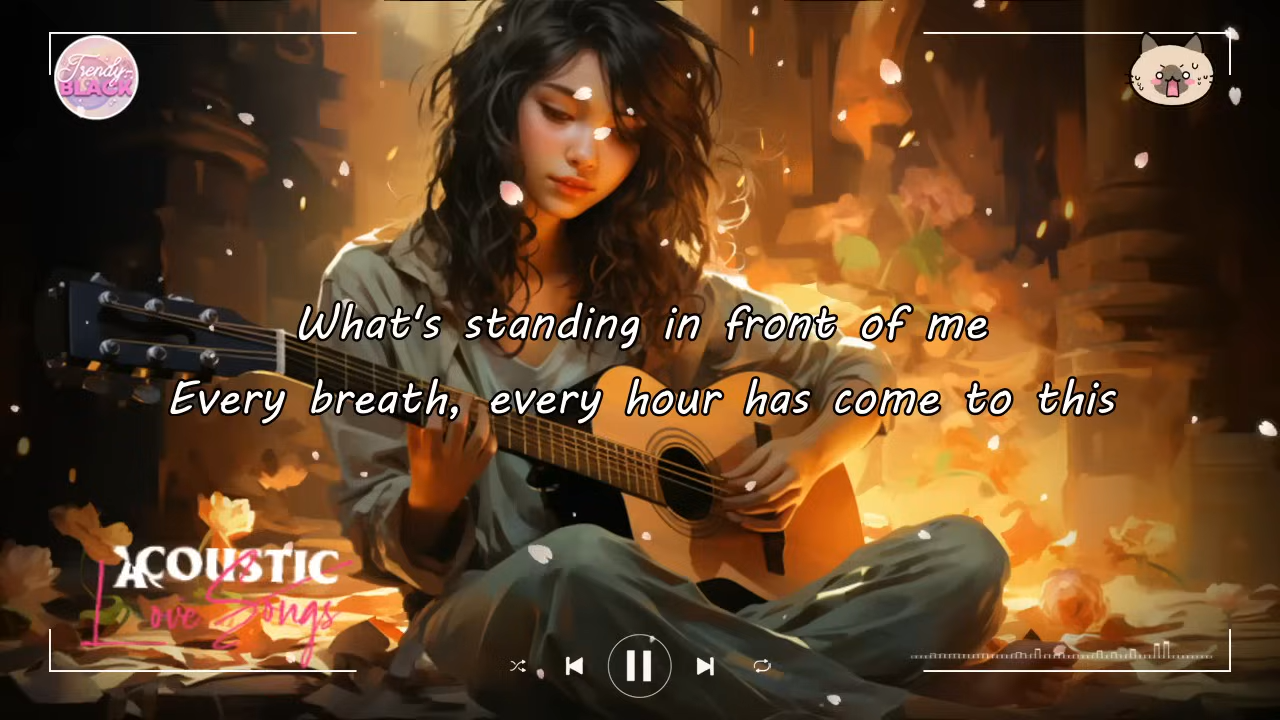 Trendy
BLACK
What's standing in front of me
Every breath, every hour has come to this
ACOUSTIC
Love Songs